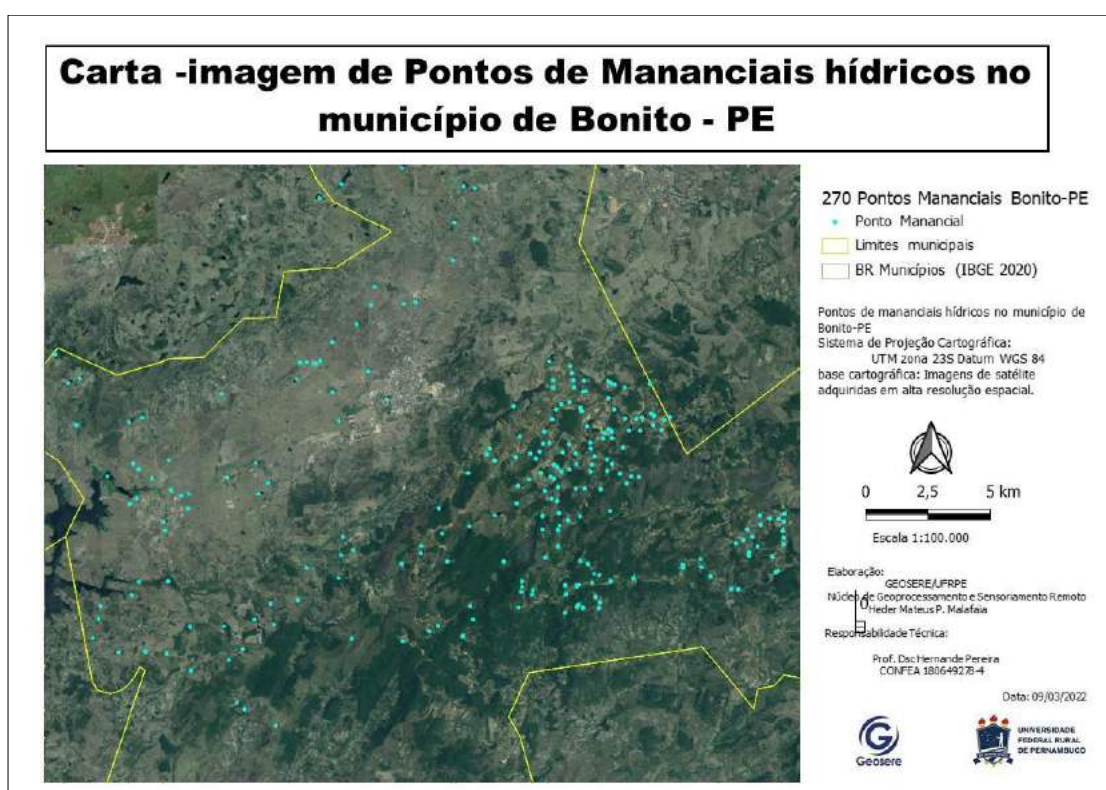 Carta -imagem de Pontos de Mananciais hídricos no
município de Bonito - PE
270 Pontos Mananciais Bonito-PE
Ponto Manancial
Limites municipais
BR Municípios (IBGE 2020)
Pontos de mananciais hídricos no município de
Bonito-PE
Sistema de Projeção Cartográfica:
UTM zona 23S Datum WGS 84
base cartográfica: Imagens de satélite
adquiridas em alta resolução espacial.
0 2,5 5 km
Escala 1:100.000
Elaboração:
GEOSERE/UFRPE
Núcleo de Geoprocessamento e Sensoriamento Remoto
Heder Mateus P. Malafaia
0
Responsabilidade Técnica:
Prof. Dsc Hernande Pereira
CONFEA 180649278-4
Data: 09/03/2022
G
Geosere
UNIVERSIDADE
FEDERAL RURAL
DE PERNAMBUCO